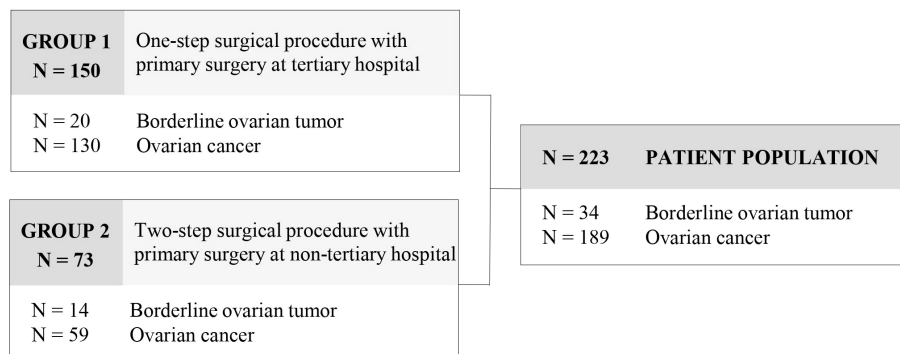 GROUP 1
N = 150
One-step surgical procedure with
primary surgery at tertiary hospital
N = 20 Borderline ovarian tumor
N = 130 Ovarian cancer
GROUP 2
N = 73
Two-step surgical procedure with
primary surgery at non-tertiary hospital
N = 14 Borderline ovarian tumor
N = 59 Ovarian cancer
N = 223 PATIENT POPULATION
N = 34 Borderline ovarian tumor
N = 189 Ovarian cancer